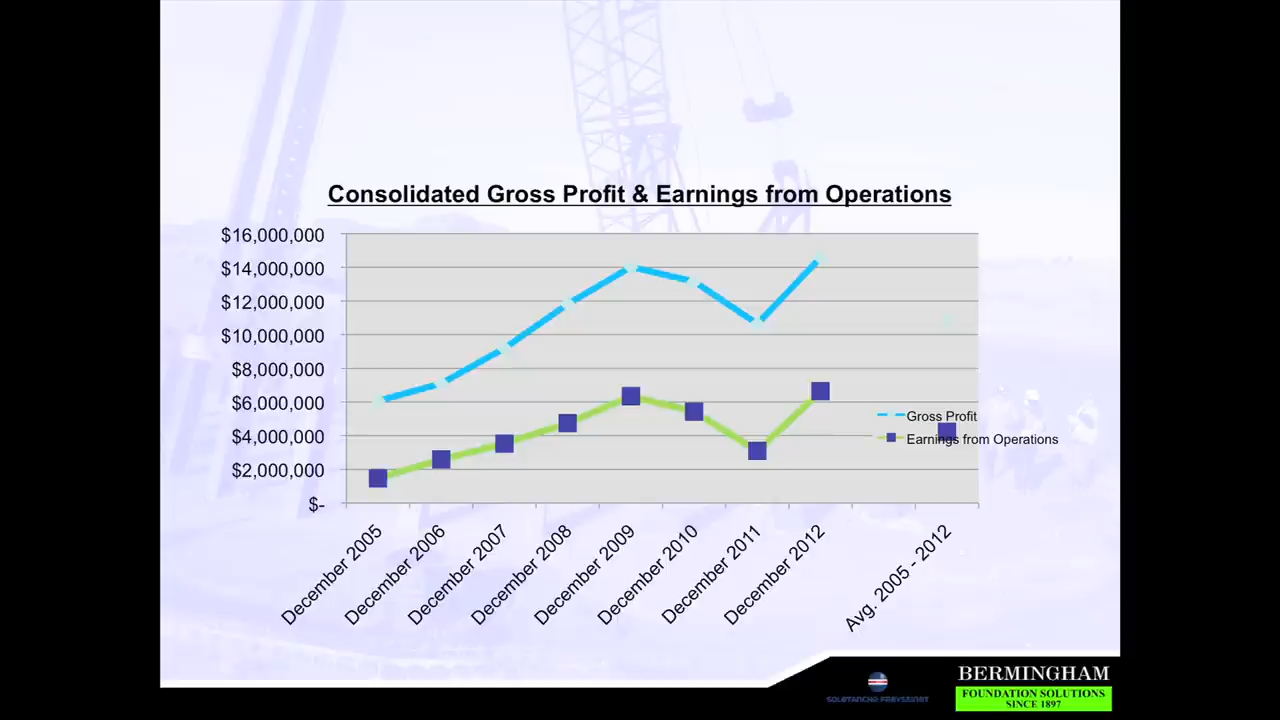 Consolidated Gross Profit & Earnings from Operations
$16,000,000
$14,000,000
$12,000,000
$10,000,000
$8,000,000
$6,000,000
$4,000,000
$2,000,000
$-
Gross Profit
Earnings from Operations
December 2005
December 2006
December 2007
December 2008
December 2009
December 2010
December 2011
December 2012
Avg. 2005 - 2012
SOLETANCHE FREYSSINET
BERMINGHAM
FOUNDATION SOLUTIONS
SINCE 1897